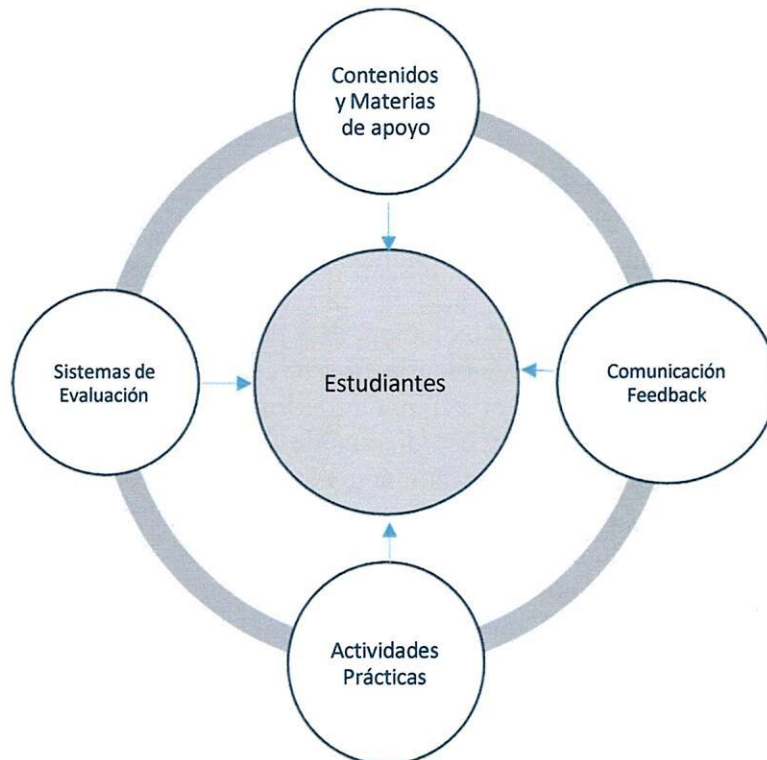 Contenidos
y Materias
de apoyo
Sistemas de
Evaluación
Estudiantes
Comunicación
Feedback
Actividades
Prácticas